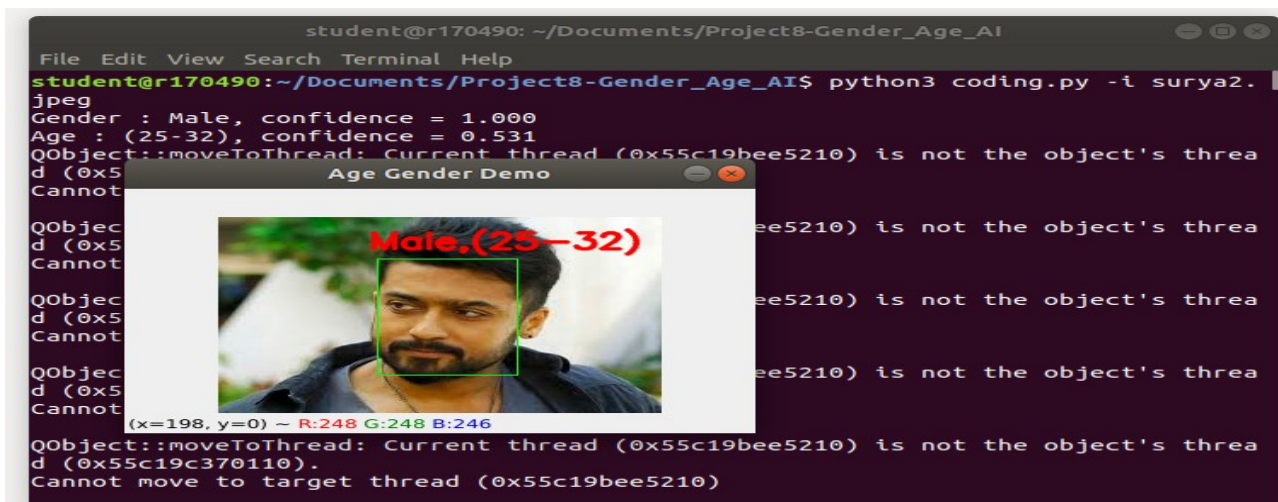 student@r170490: ~/Documents/Project8-Gender_Age_AI
File Edit View Search Terminal Help
student@r170490:~/Documents/Project8-Gender_Age_AI$ python3 coding.py -i surya2.
jpeg
Gender : Male, confidence = 1.000
Age : (25-32), confidence = 0.531
QObject::moveToThread: Current thread (0x55c19bee5210) is not the object's threa
d (0x5
Cannot
Age Gender Demo
Male,(25-32)
QObjec ee5210) is not the object's threa
d (0x55
Cannot
QObjec ee5210) is not the object's threa
d (0x5
Cannot
QObjec ee5210) is not the object's threa
d (0x5
Cannot
(x=198, y=0) ~ R:248 G:248 B:246
QObject::moveToThread: Current thread (0x55c19bee5210) is not the object's threa
d (0x55c19c370110).
Cannot move to target thread (0x55c19bee5210)